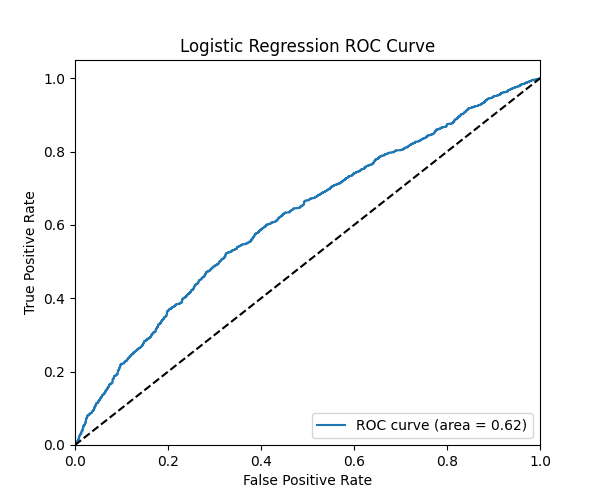 Logistic Regression ROC Curve
True Positive Rate
1.0
0.8
0.6
0.4
0.2
0.0
0.0 0.2 0.4 0.6 0.8 1.0
False Positive Rate
ROC curve (area = 0.62)